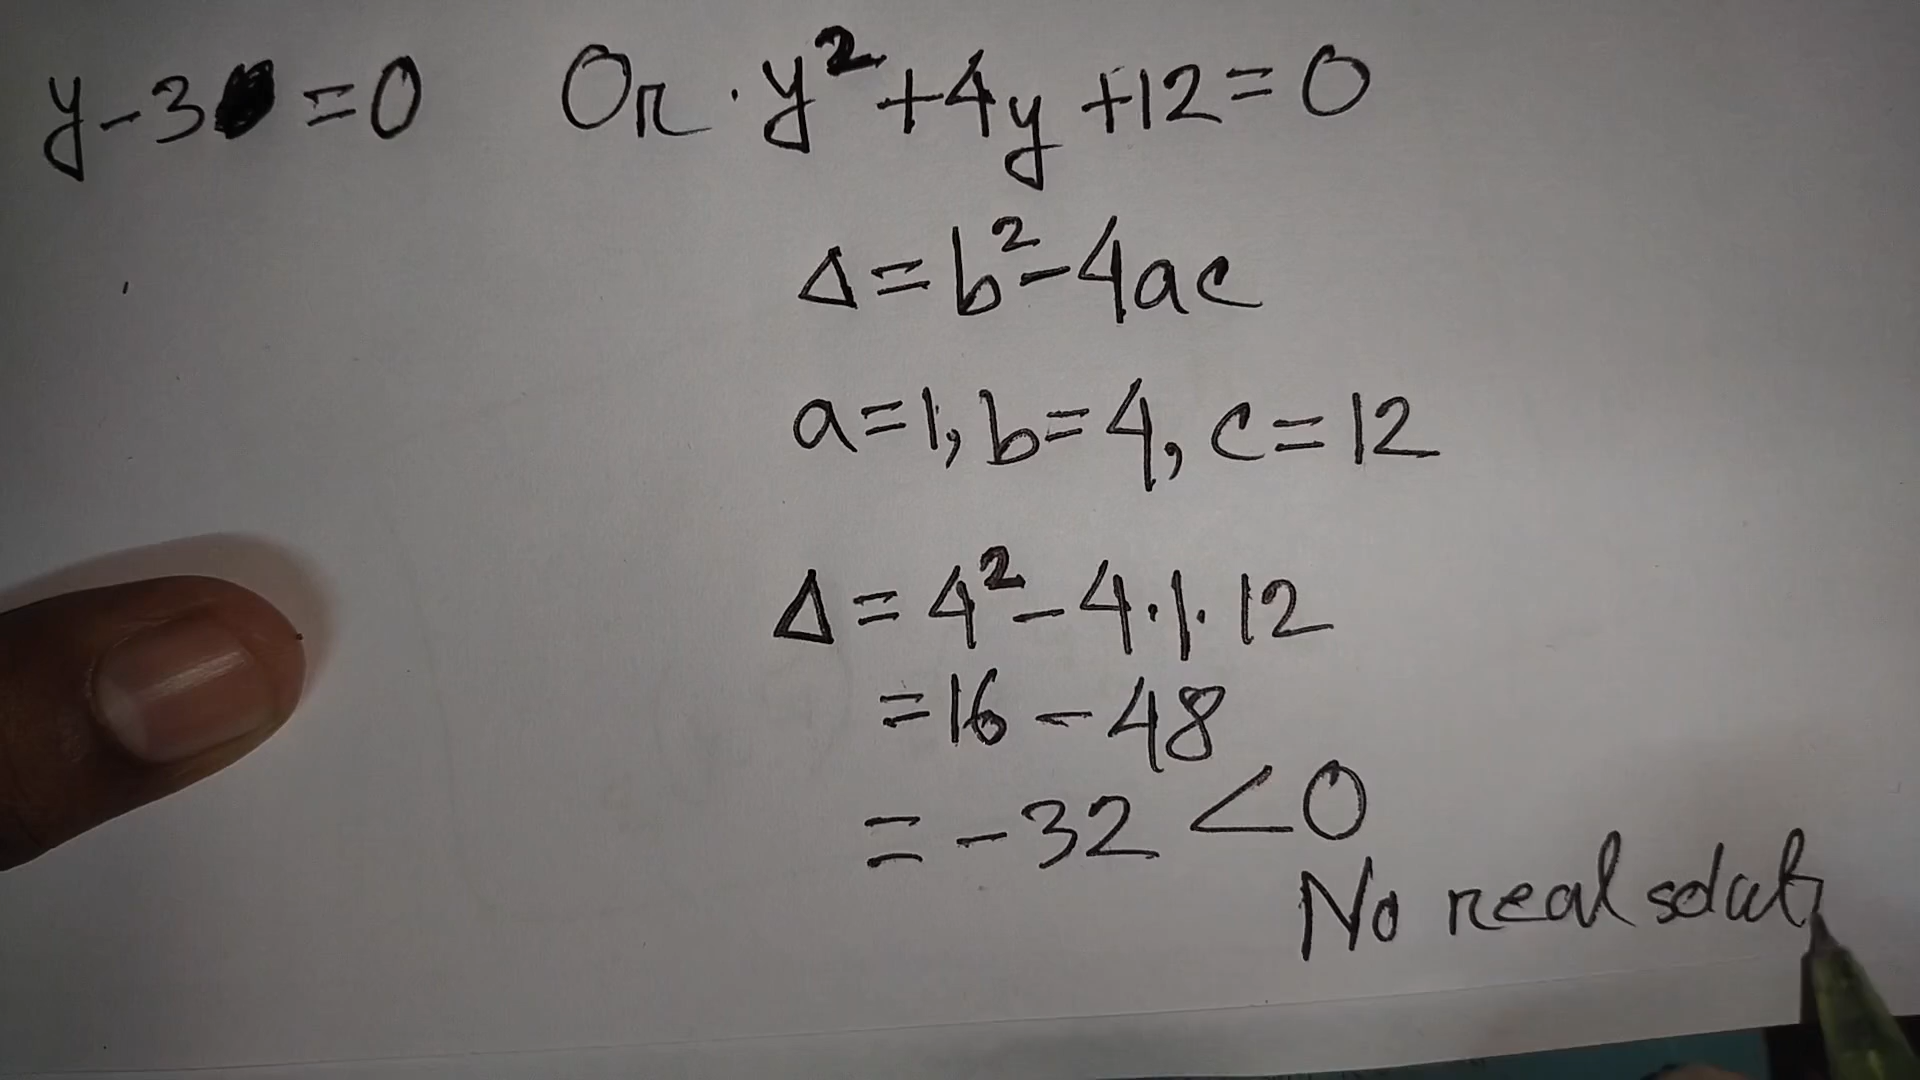 y-3 =0 Or . y²+4y+12=0
Δ=b²-4ac
a=1, b=4, c=12
Δ=4²-4·1·12
=16-48
=-32<0
No real soluti